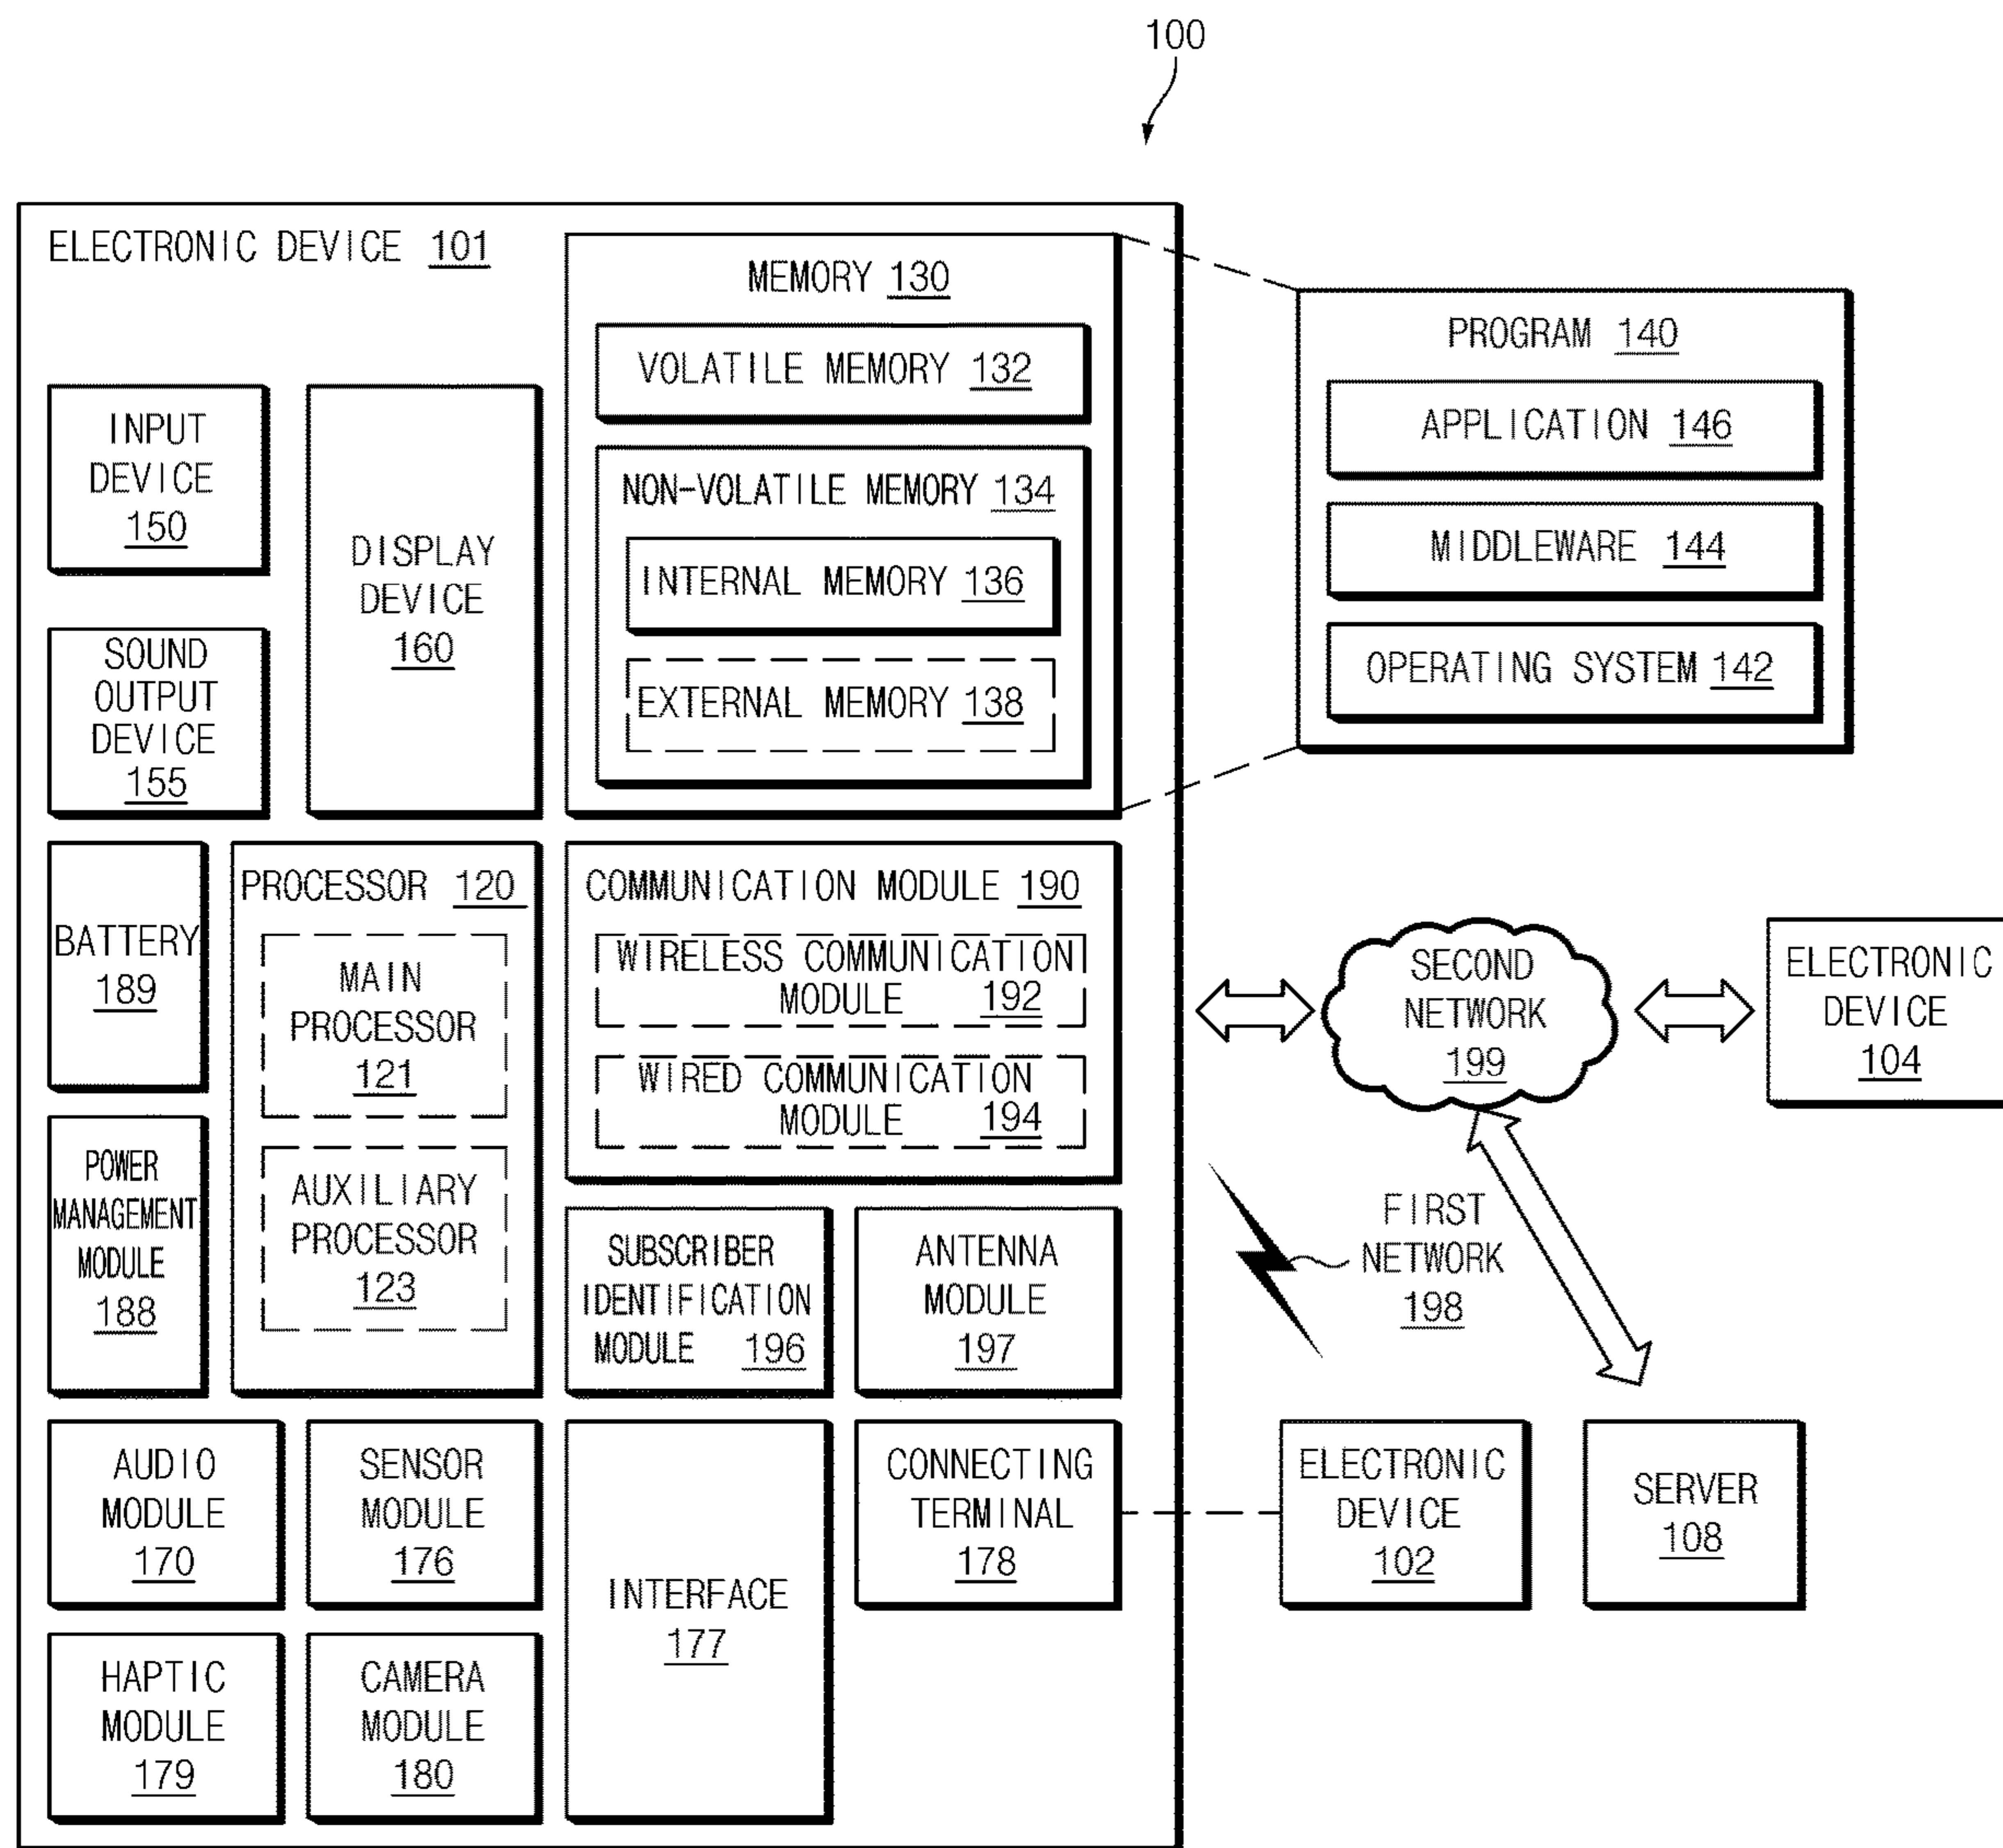 100
ELECTRONIC DEVICE 101
MEMORY 130
VOLATILE MEMORY 132
NON-VOLATILE MEMORY 134
INTERNAL MEMORY 136
EXTERNAL MEMORY 138
PROGRAM 140
APPLICATION 146
MIDDLEWARE 144
OPERATING SYSTEM 142
INPUT
DEVICE
150
SOUND
OUTPUT
DEVICE
155
DISPLAY
DEVICE
160
BATTERY
189
POWER
MANAGEMENT
MODULE
188
PROCESSOR 120
MAIN
PROCESSOR
121
AUXILIARY
PROCESSOR
123
COMMUNICATION MODULE 190
WIRELESS COMMUNICATION
MODULE 192
WIRED COMMUNICATION
MODULE 194
SUBSCRIBER
IDENTIFICATION
MODULE 196
ANTENNA
MODULE
197
SECOND
NETWORK
199
ELECTRONIC
DEVICE
104
FIRST
NETWORK
198
AUDIO
MODULE
170
SENSOR
MODULE
176
INTERFACE
177
CONNECTING
TERMINAL
178
ELECTRONIC
DEVICE
102
SERVER
108
HAPTIC
MODULE
179
CAMERA
MODULE
180